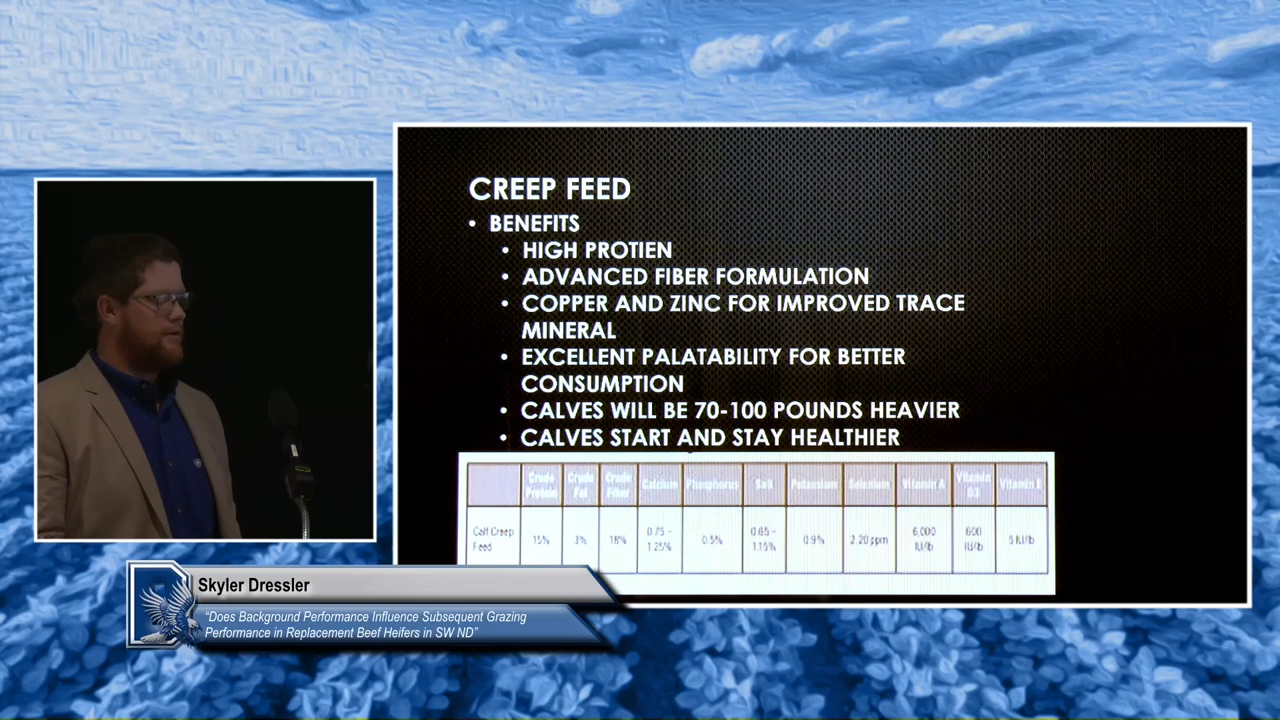 CREEP FEED
• BENEFITS
• HIGH PROTIEN
• ADVANCED FIBER FORMULATION
• COPPER AND ZINC FOR IMPROVED TRACE
MINERAL
• EXCELLENT PALATABILITY FOR BETTER
CONSUMPTION
• CALVES WILL BE 70-100 POUNDS HEAVIER
• CALVES START AND STAY HEALTHIER
Crude Protein Crude Fat Crude Fiber Calcium Phosphorus Salt Potassium Selenium Vitamin A Vitamin D3 Vitamin E
Calf Creep Feed 15% 3% 18% 0.75 – 1.25% 0.5% 0.65 – 1.15% 0.9% 2.20 ppm 6,000 IU/lb 600 IU/lb 5 IU/lb
Skyler Dressler
“Does Background Performance Influence Subsequent Grazing
Performance in Replacement Beef Heifers in SW ND”